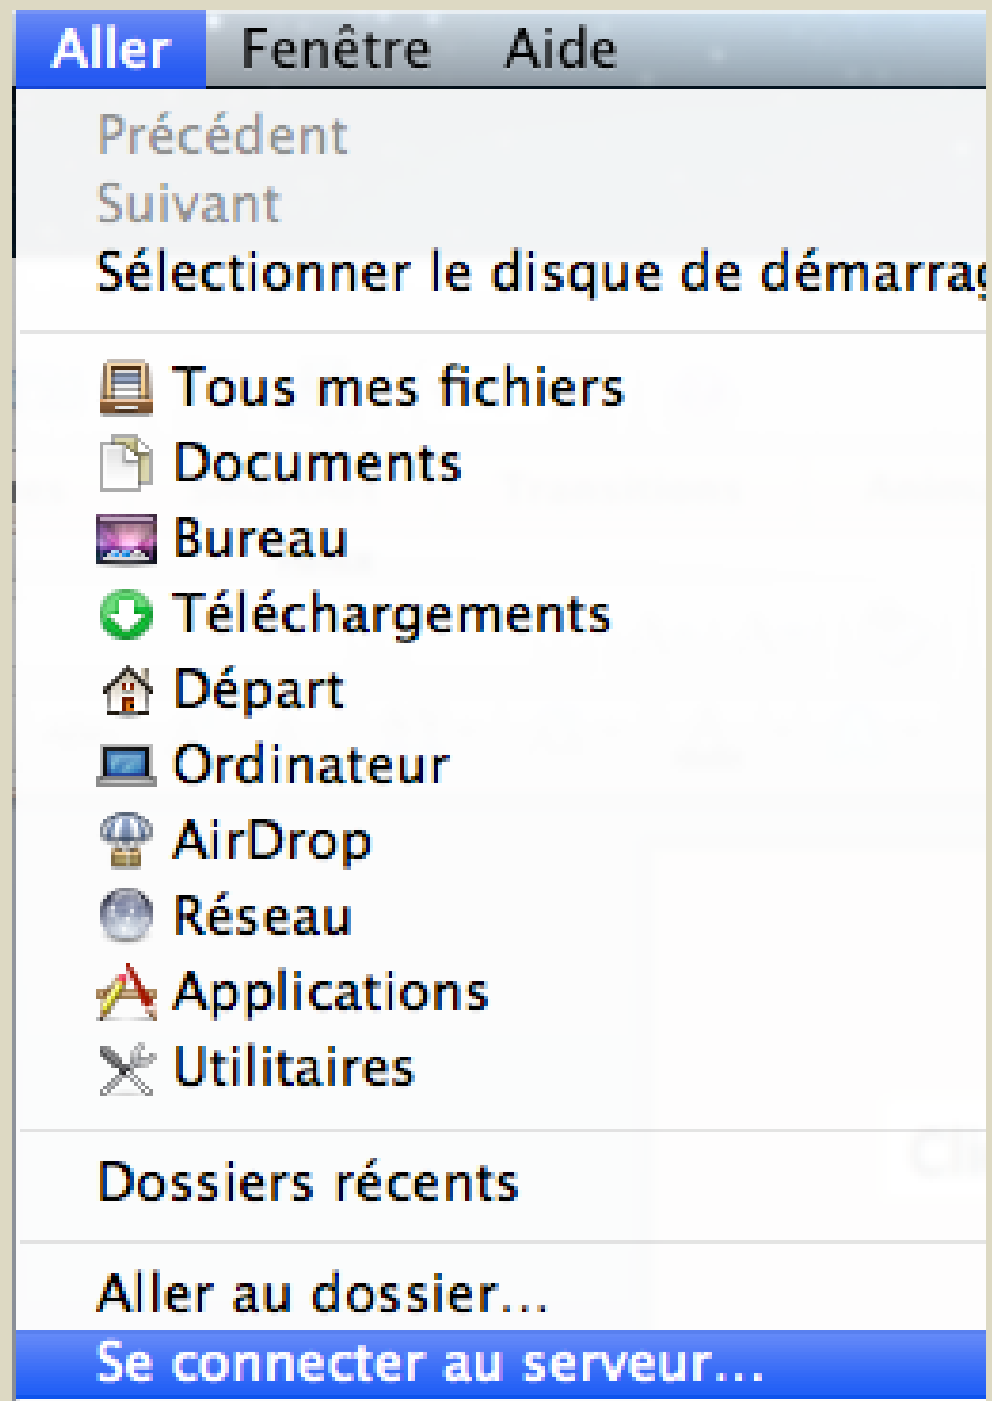 Aller Fenêtre Aide
Précédent
Suivant
Sélectionner le disque de
Tous mes fichiers
Documents
Bureau
Téléchargements
Départ
Ordinateur
AirDrop
Réseau
Applications
Utilitaires
Dossiers récents
Aller au dossier...
Se connecter au serveur...